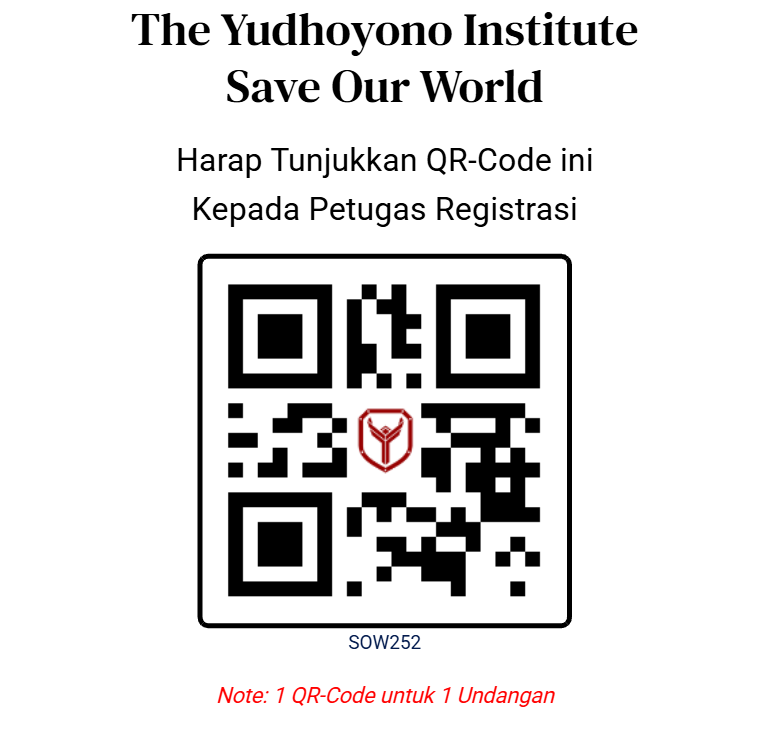 The Yudhoyono Institute
Save Our World
Harap Tunjukkan QR-Code ini
Kepada Petugas Registrasi
SOW252
Note: 1 QR-Code untuk 1 Undangan